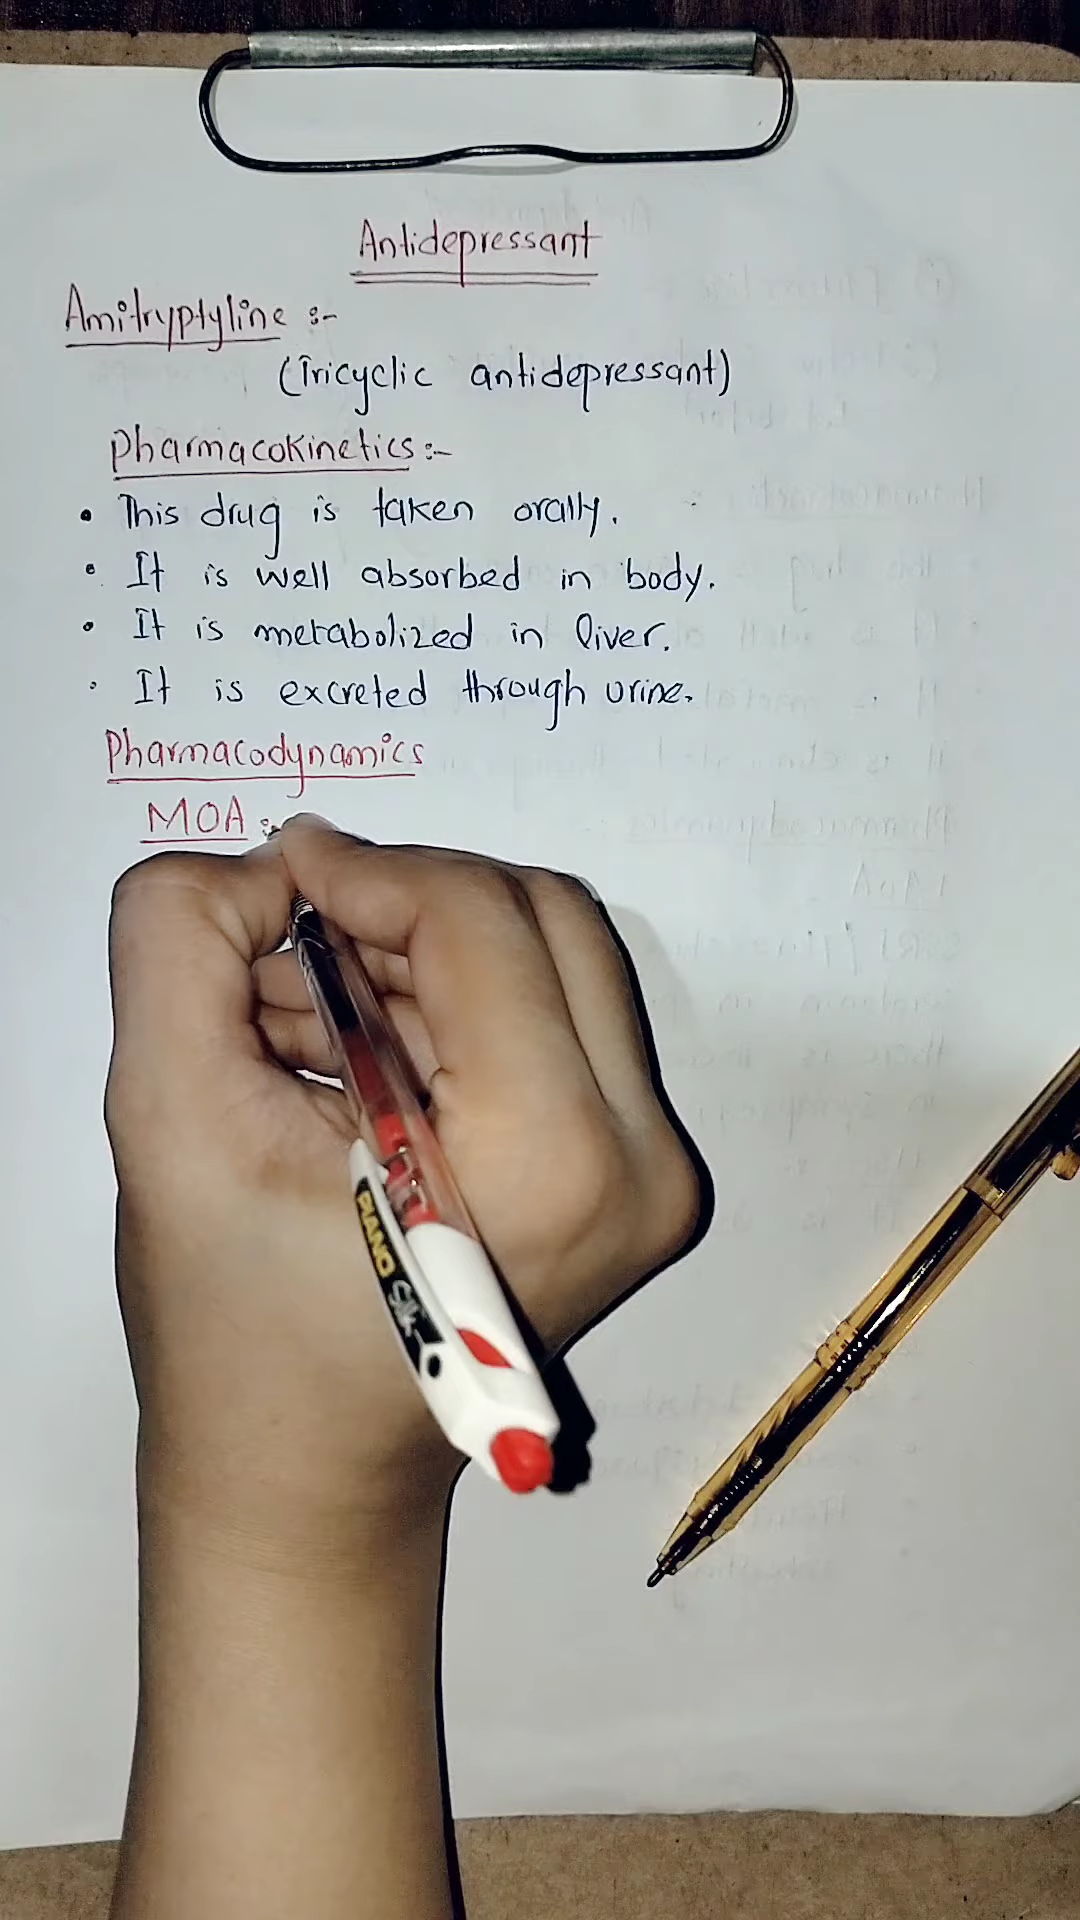 Antidepressant
Amitryptyline :-
(Tricyclic antidepressant)
Pharmacokinetics :-
• This drug is taken orally.
• It is well absorbed in body.
• It is metabolized in liver.
• It is excreted through urine.
Pharmacodynamics
MOA :-
PIANO